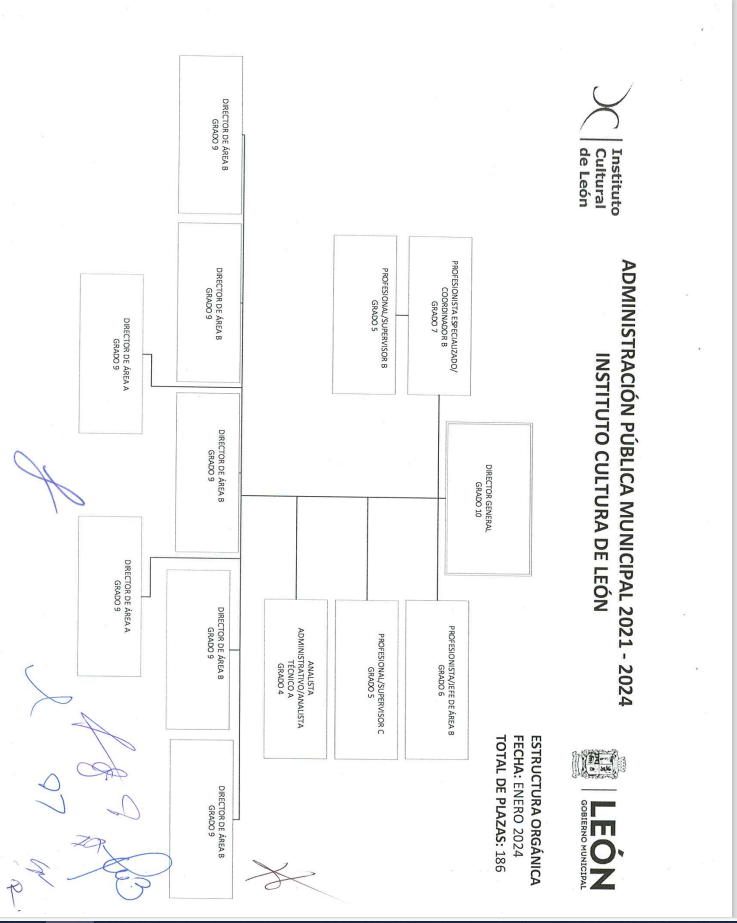 Instituto
Cultural
de León
ADMINISTRACIÓN PÚBLICA MUNICIPAL 2021 - 2024
INSTITUTO CULTURA DE LEÓN
LEÓN
GOBIERNO MUNICIPAL
ESTRUCTURA ORGÁNICA
FECHA: ENERO 2024
TOTAL DE PLAZAS: 186
DIRECTOR GENERAL
GRADO 10
PROFESIONISTA ESPECIALIZADO/
COORDINADOR B
GRADO 7
PROFESIONISTA/JEFE DE ÁREA B
GRADO 6
PROFESIONAL/SUPERVISOR B
GRADO 5
PROFESIONAL/SUPERVISOR C
GRADO 5
ANALISTA
ADMINISTRATIVO/ANALISTA
TÉCNICO A
GRADO 4
DIRECTOR DE ÁREA B
GRADO 9
DIRECTOR DE ÁREA B
GRADO 9
DIRECTOR DE ÁREA B
GRADO 9
DIRECTOR DE ÁREA B
GRADO 9
DIRECTOR DE ÁREA B
GRADO 9
DIRECTOR DE ÁREA A
GRADO 9
DIRECTOR DE ÁREA A
GRADO 9